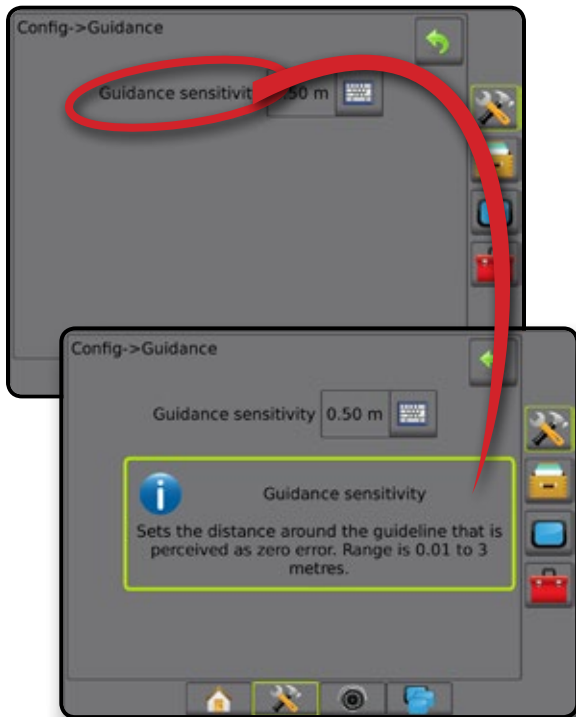 Config->Guidance
Guidance sensitivity
Config->Guidance
Guidance sensitivity 0.50 m
Guidance sensitivity
Sets the distance around the guideline that is
perceived as zero error. Range is 0.01 to 3
metres.